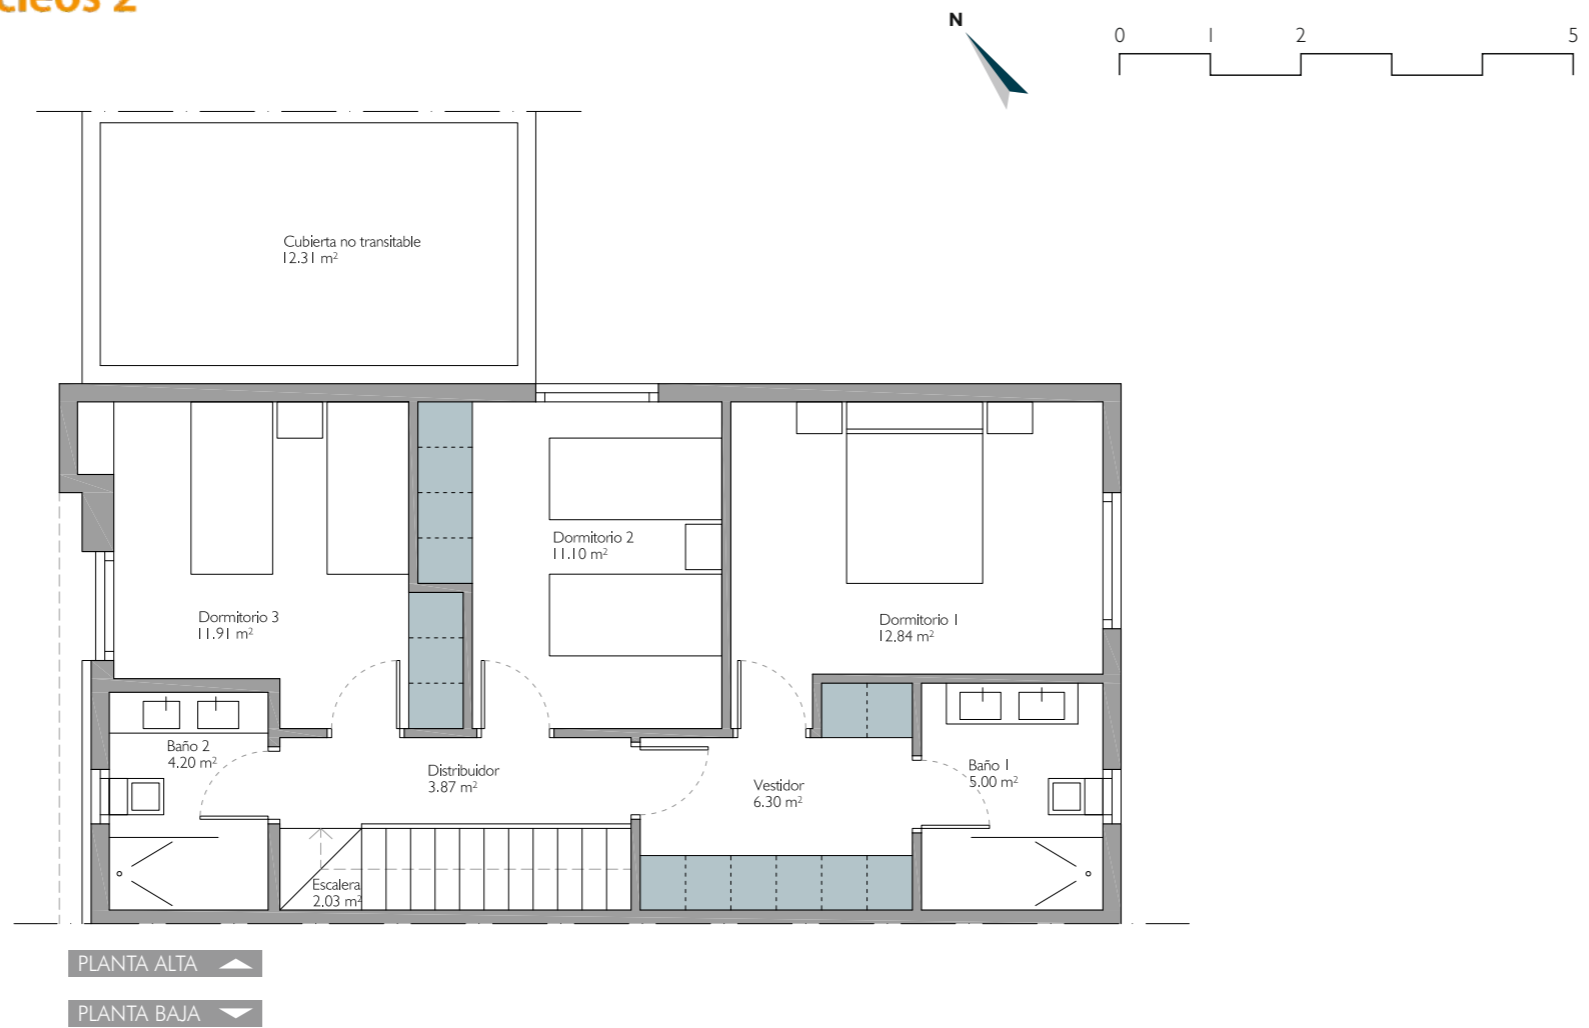 2
N
0 1 2 5
Cubierta no transitable
12.31 m²
Dormitorio 2
11.10 m²
Dormitorio 3
11.91 m²
Dormitorio 1
12.84 m²
Baño 2
4.20 m²
Distribuidor
3.87 m²
Vestidor
6.30 m²
Baño 1
5.00 m²
Escalera
2.03 m²
PLANTA ALTA
PLANTA BAJA